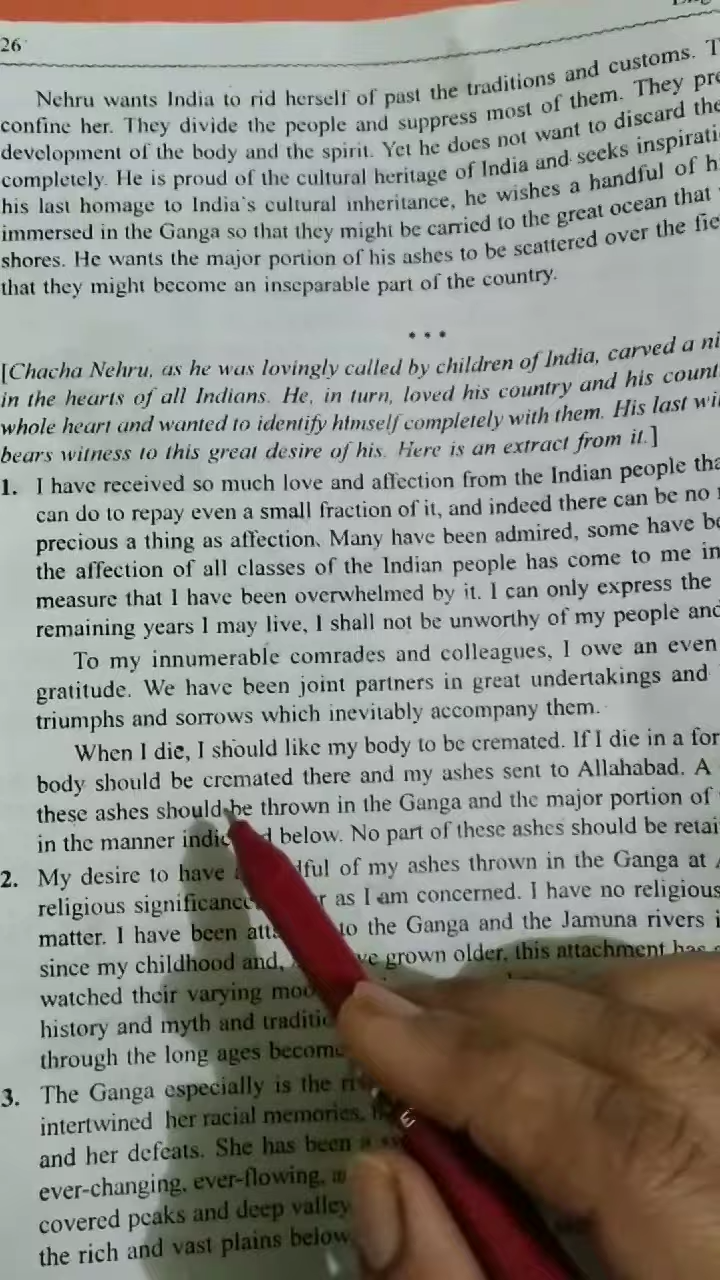 26
Nehru wants India to rid herself of past the traditions and customs. T
confine her. They divide the people and suppress most of them. They pre
development of the body and the spirit. Yet he does not want to discard the
completely. He is proud of the cultural heritage of India and seeks inspirati
his last homage to India's cultural inheritance, he wishes a handful of h
immersed in the Ganga so that they might be carried to the great ocean that
shores. He wants the major portion of his ashes to be scattered over the fie
that they might become an inseparable part of the country.
* * *
[Chacha Nehru, as he was lovingly called by children of India, carved a ni
in the hearts of all Indians. He, in turn, loved his country and his count
whole heart and wanted to identify himself completely with them. His last wil
bears witness to this great desire of his. Here is an extract from it.]
1. I have received so much love and affection from the Indian people tha
can do to repay even a small fraction of it, and indeed there can be no
precious a thing as affection. Many have been admired, some have be
the affection of all classes of the Indian people has come to me in
measure that I have been overwhelmed by it. I can only express the
remaining years I may live, I shall not be unworthy of my people and
To my innumerable comrades and colleagues, I owe an even
gratitude. We have been joint partners in great undertakings and
triumphs and sorrows which inevitably accompany them.
When I die, I should like my body to be cremated. If I die in a for
body should be cremated there and my ashes sent to Allahabad. A
these ashes should be thrown in the Ganga and the major portion of
in the manner indic d below. No part of these ashes should be retai
2. My desire to have a dful of my ashes thrown in the Ganga at
religious significance r as I am concerned. I have no religious
matter. I have been att to the Ganga and the Jamuna rivers i
since my childhood and, ve grown older, this attachment has
watched their varying moo
history and myth and traditio
through the long ages become
3. The Ganga especially is the r
intertwined her racial memories,
and her defeats. She has been a
ever-changing, ever-flowing,
covered peaks and deep valley
the rich and vast plains below